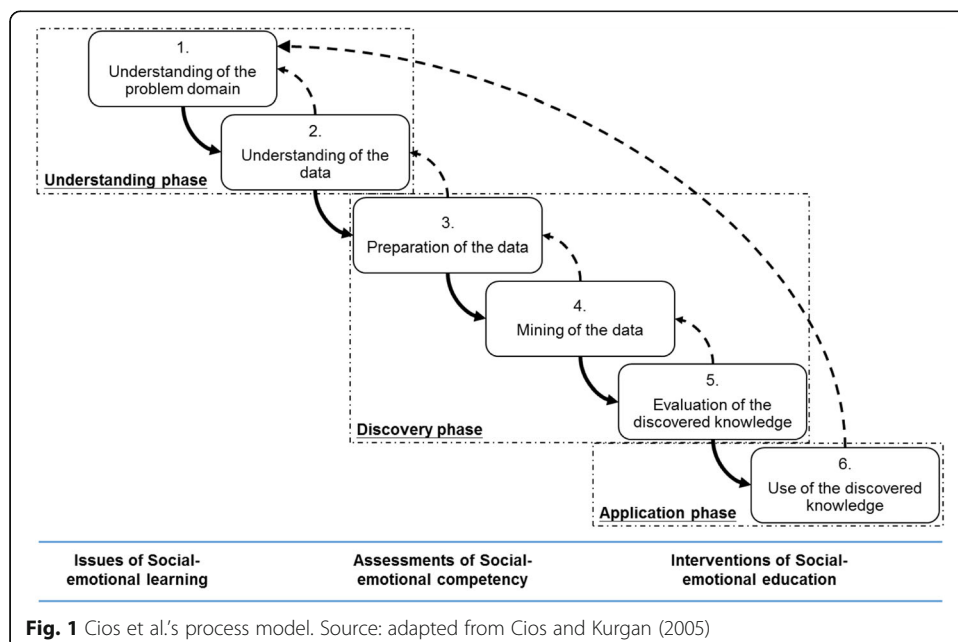 1.
Understanding of the
problem domain
2.
Understanding of the
data
Understanding phase
3.
Preparation of the data
4.
Mining of the data
5.
Evaluation of the
discovered knowledge
Discovery phase
6.
Use of the discovered
knowledge
Application phase
Issues of Social-
emotional learning
Assessments of Social-
emotional competency
Interventions of Social-
emotional education
Fig. 1 Cios et al.'s process model. Source: adapted from Cios and Kurgan (2005)